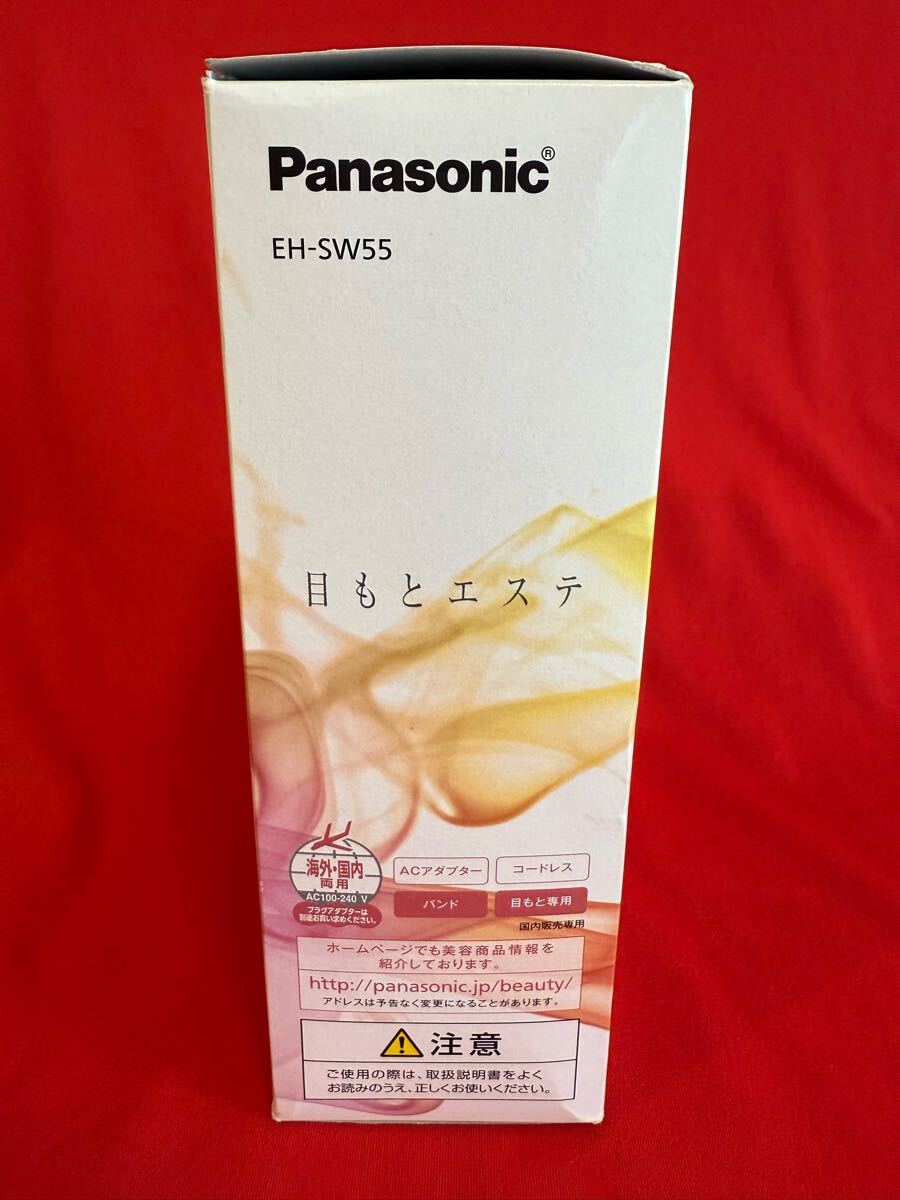 Panasonic®
EH-SW55
目もとエステ
海外・国内
両用
AC100-240 V
プラグアダプターは
別途お買い求めください。
ACアダプター
コードレス
バンド
目もと専用
国内販売専用
ホームページでも美容商品情報を
紹介しております。
http://panasonic.jp/beauty/
アドレスは予告なく変更になることがあります。
注意
ご使用の際は、取扱説明書をよく
お読みのうえ、正しくお使いください。